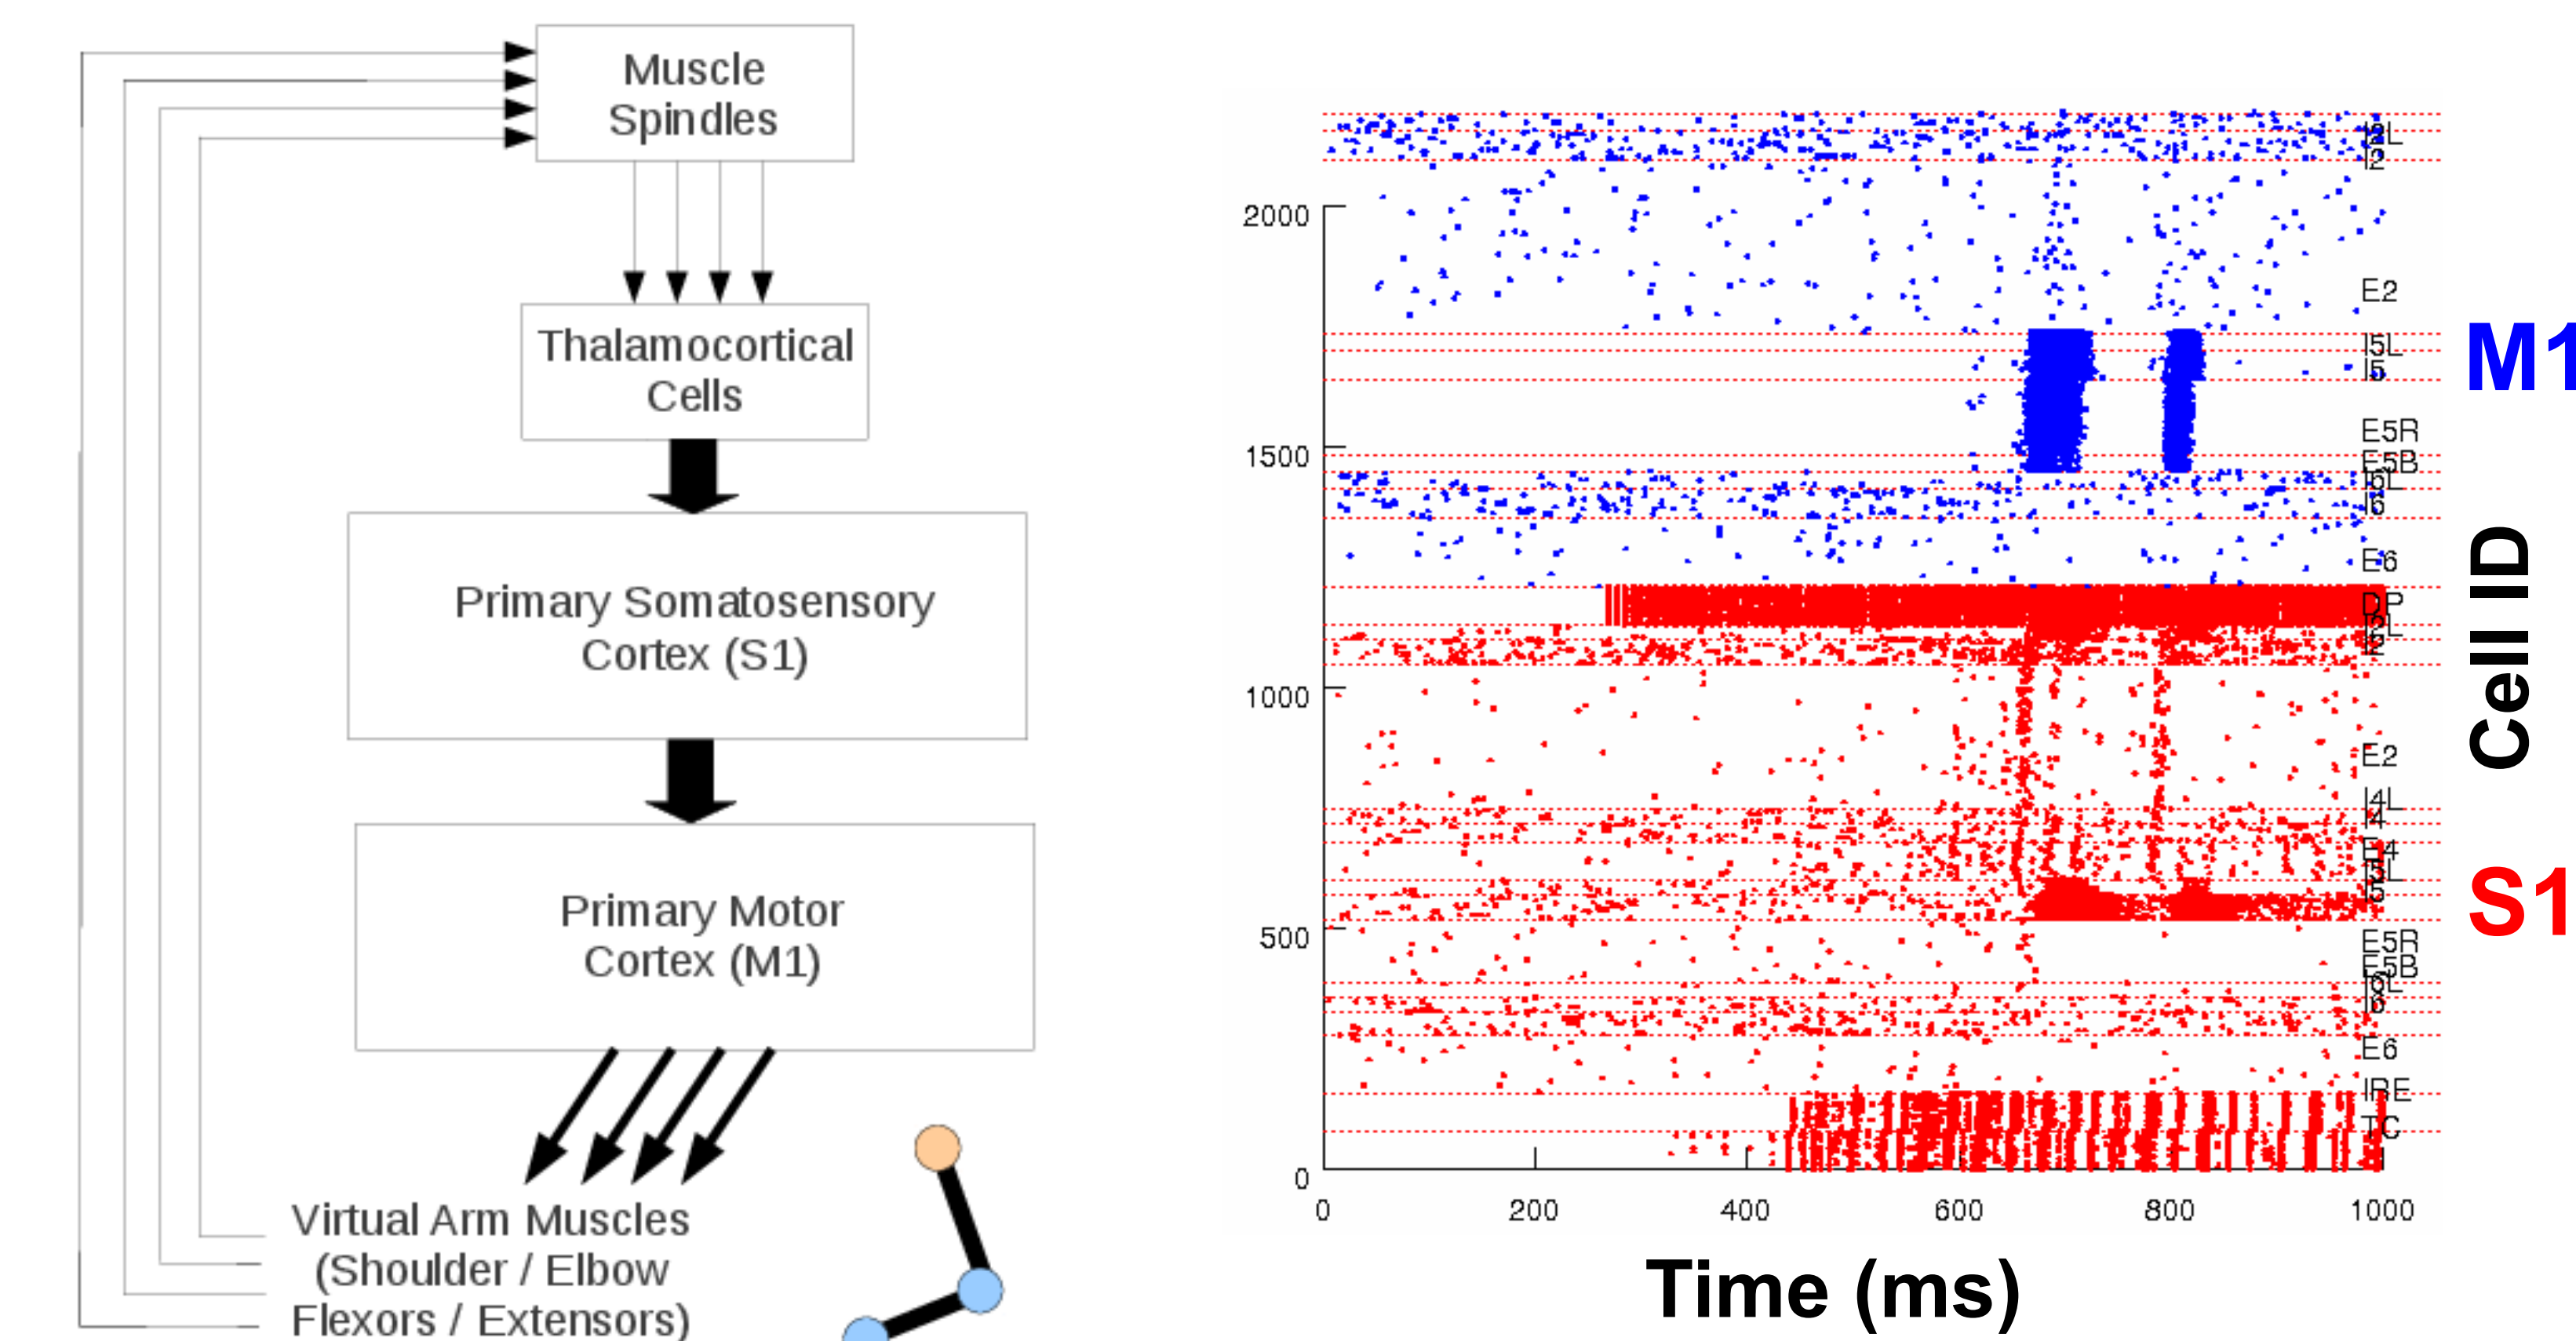 Muscle
Spindles
Thalamocortical
Cells
Primary Somatosensory
Cortex (S1)
Primary Motor
Cortex (M1)
Virtual Arm Muscles
(Shoulder / Elbow
Flexors / Extensors)
2000
1500
1000
500
0
0
200
400
600
800
1000
Time (ms)
I2
E2
I5L
I5
E5R
E5B
I6L
I6
E6
DP
I2
E2
I4L
I4
E4
I5L
I5
E5R
E5B
I6L
I6
E6
IRE
TC
M1
Cell ID
S1